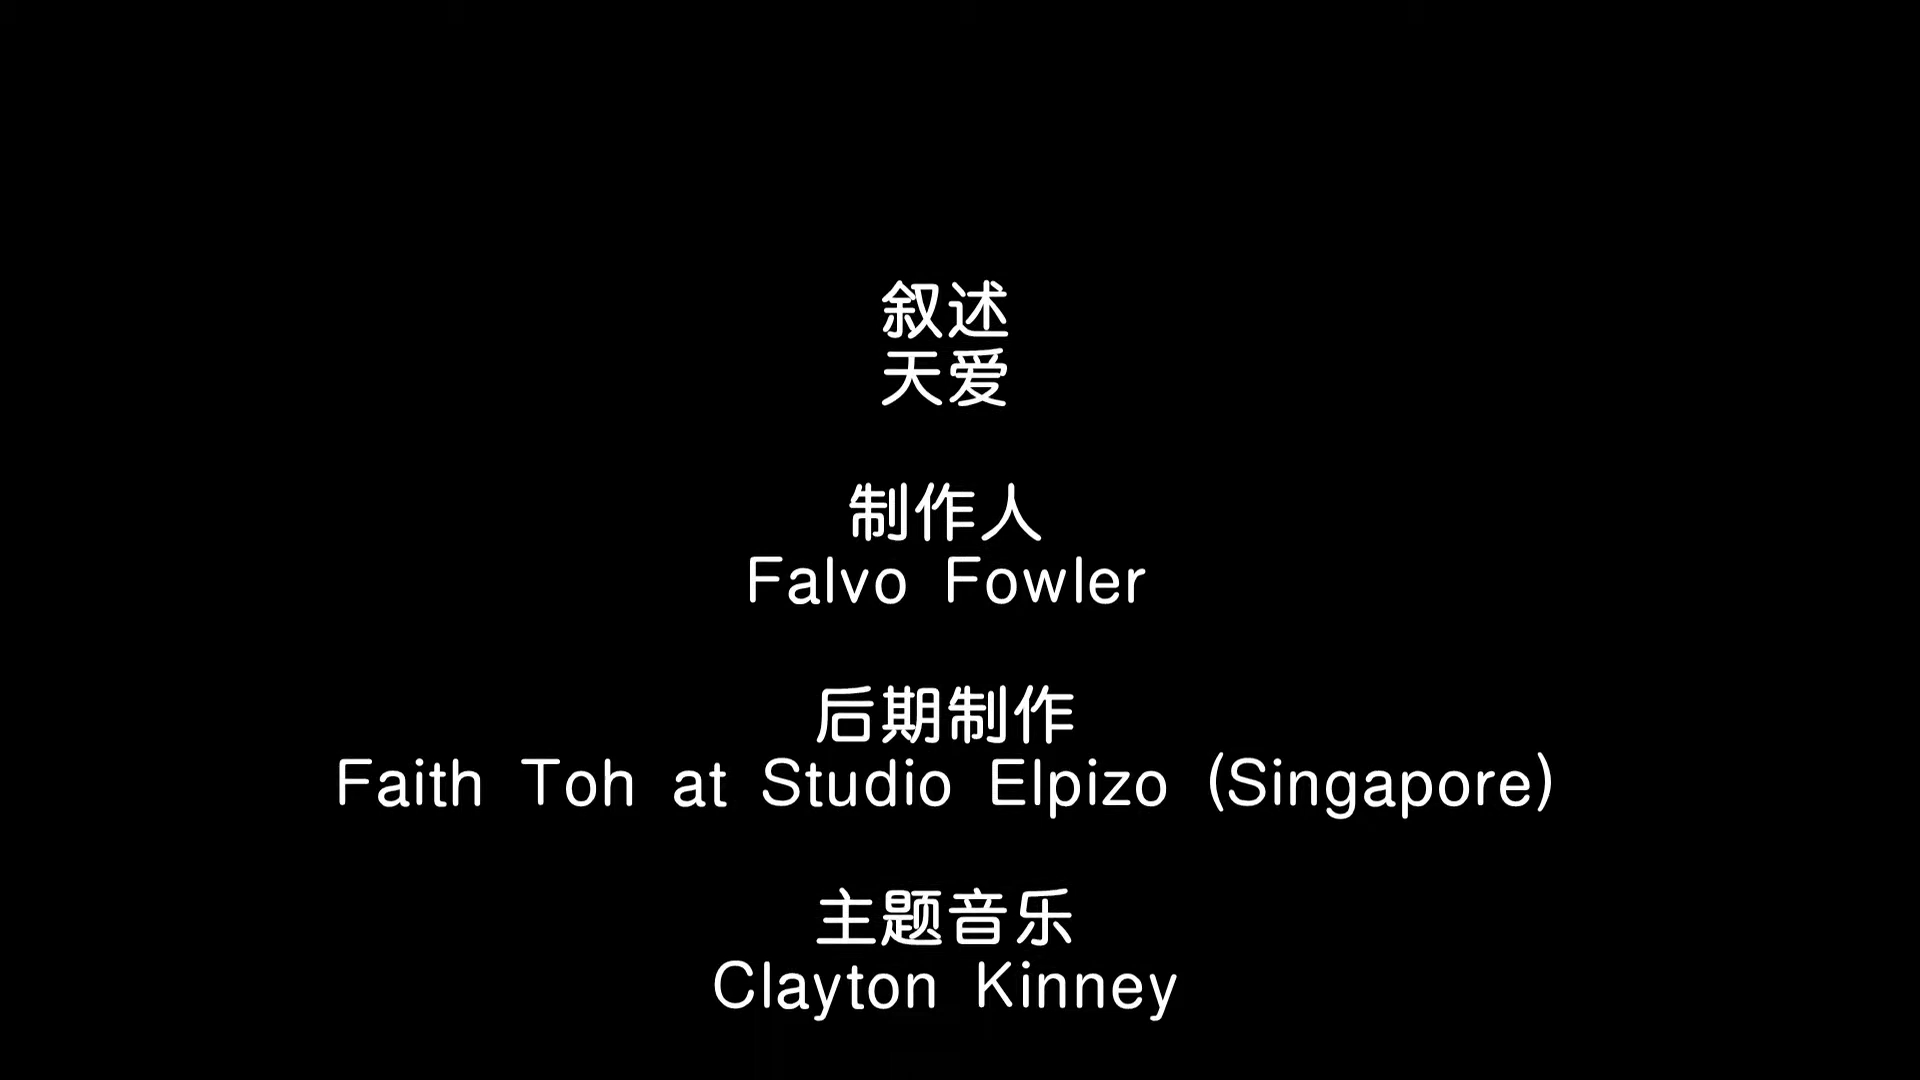 叙述
天爱
制作人
Falvo Fowler
后期制作
Faith Toh at Studio Elpizo (Singapore)
主题音乐
Clayton Kinney